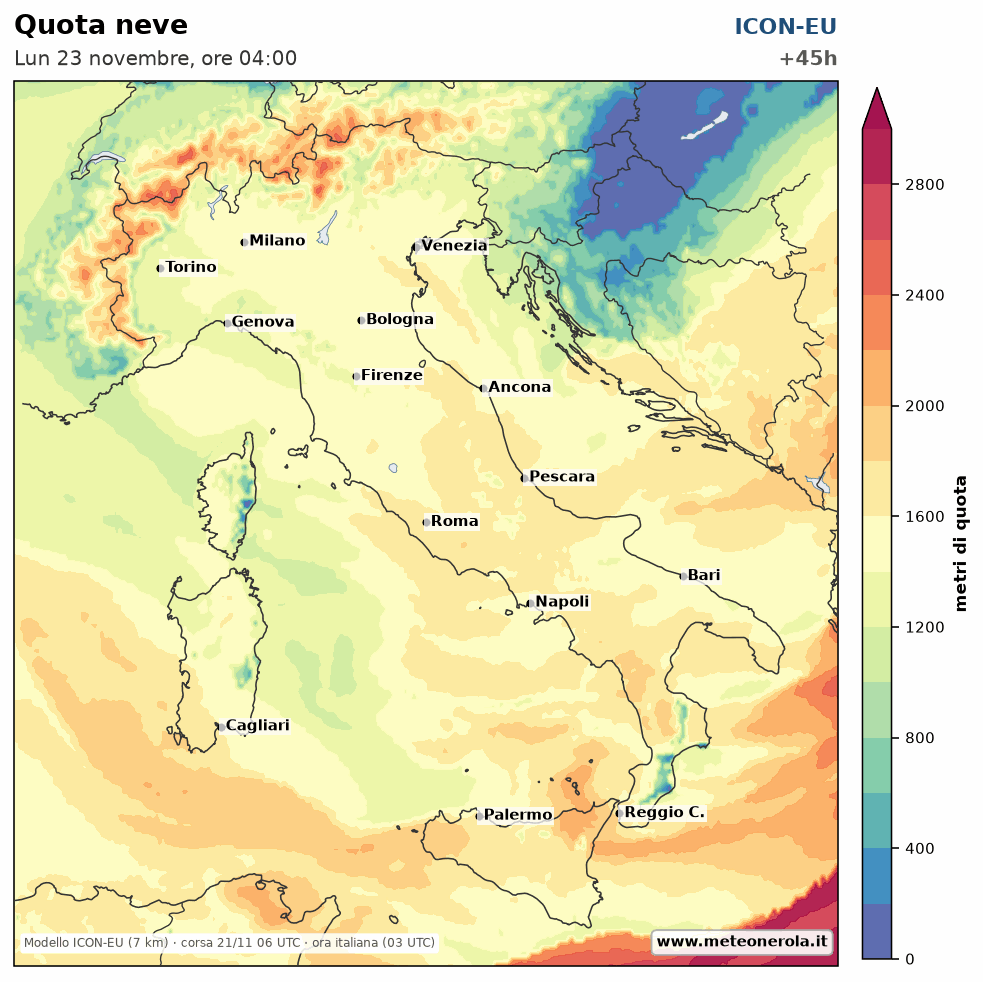 Quota neve
ICON-EU
Lun 23 novembre, ore 04:00
+45h
Milano
Venezia
Torino
Genova
Bologna
Firenze
Ancona
Pescara
Roma
Bari
Napoli
Cagliari
Palermo
Reggio C.
2800
2400
2000
1600
1200
800
400
0
metri di quota
Modello ICON-EU (7 km) · corsa 21/11 06 UTC · ora italiana (03 UTC)
www.meteonerola.it